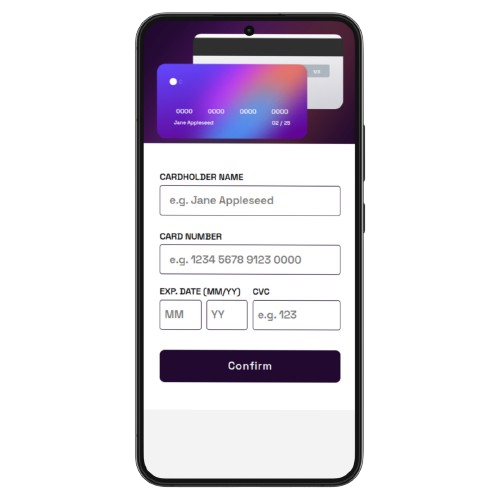 123
0000 0000 0000 0000
Jane Appleseed 02 / 25
CARDHOLDER NAME
e.g. Jane Appleseed
CARD NUMBER
e.g. 1234 5678 9123 0000
EXP. DATE (MM/YY) CVC
MM YY e.g. 123
Confirm